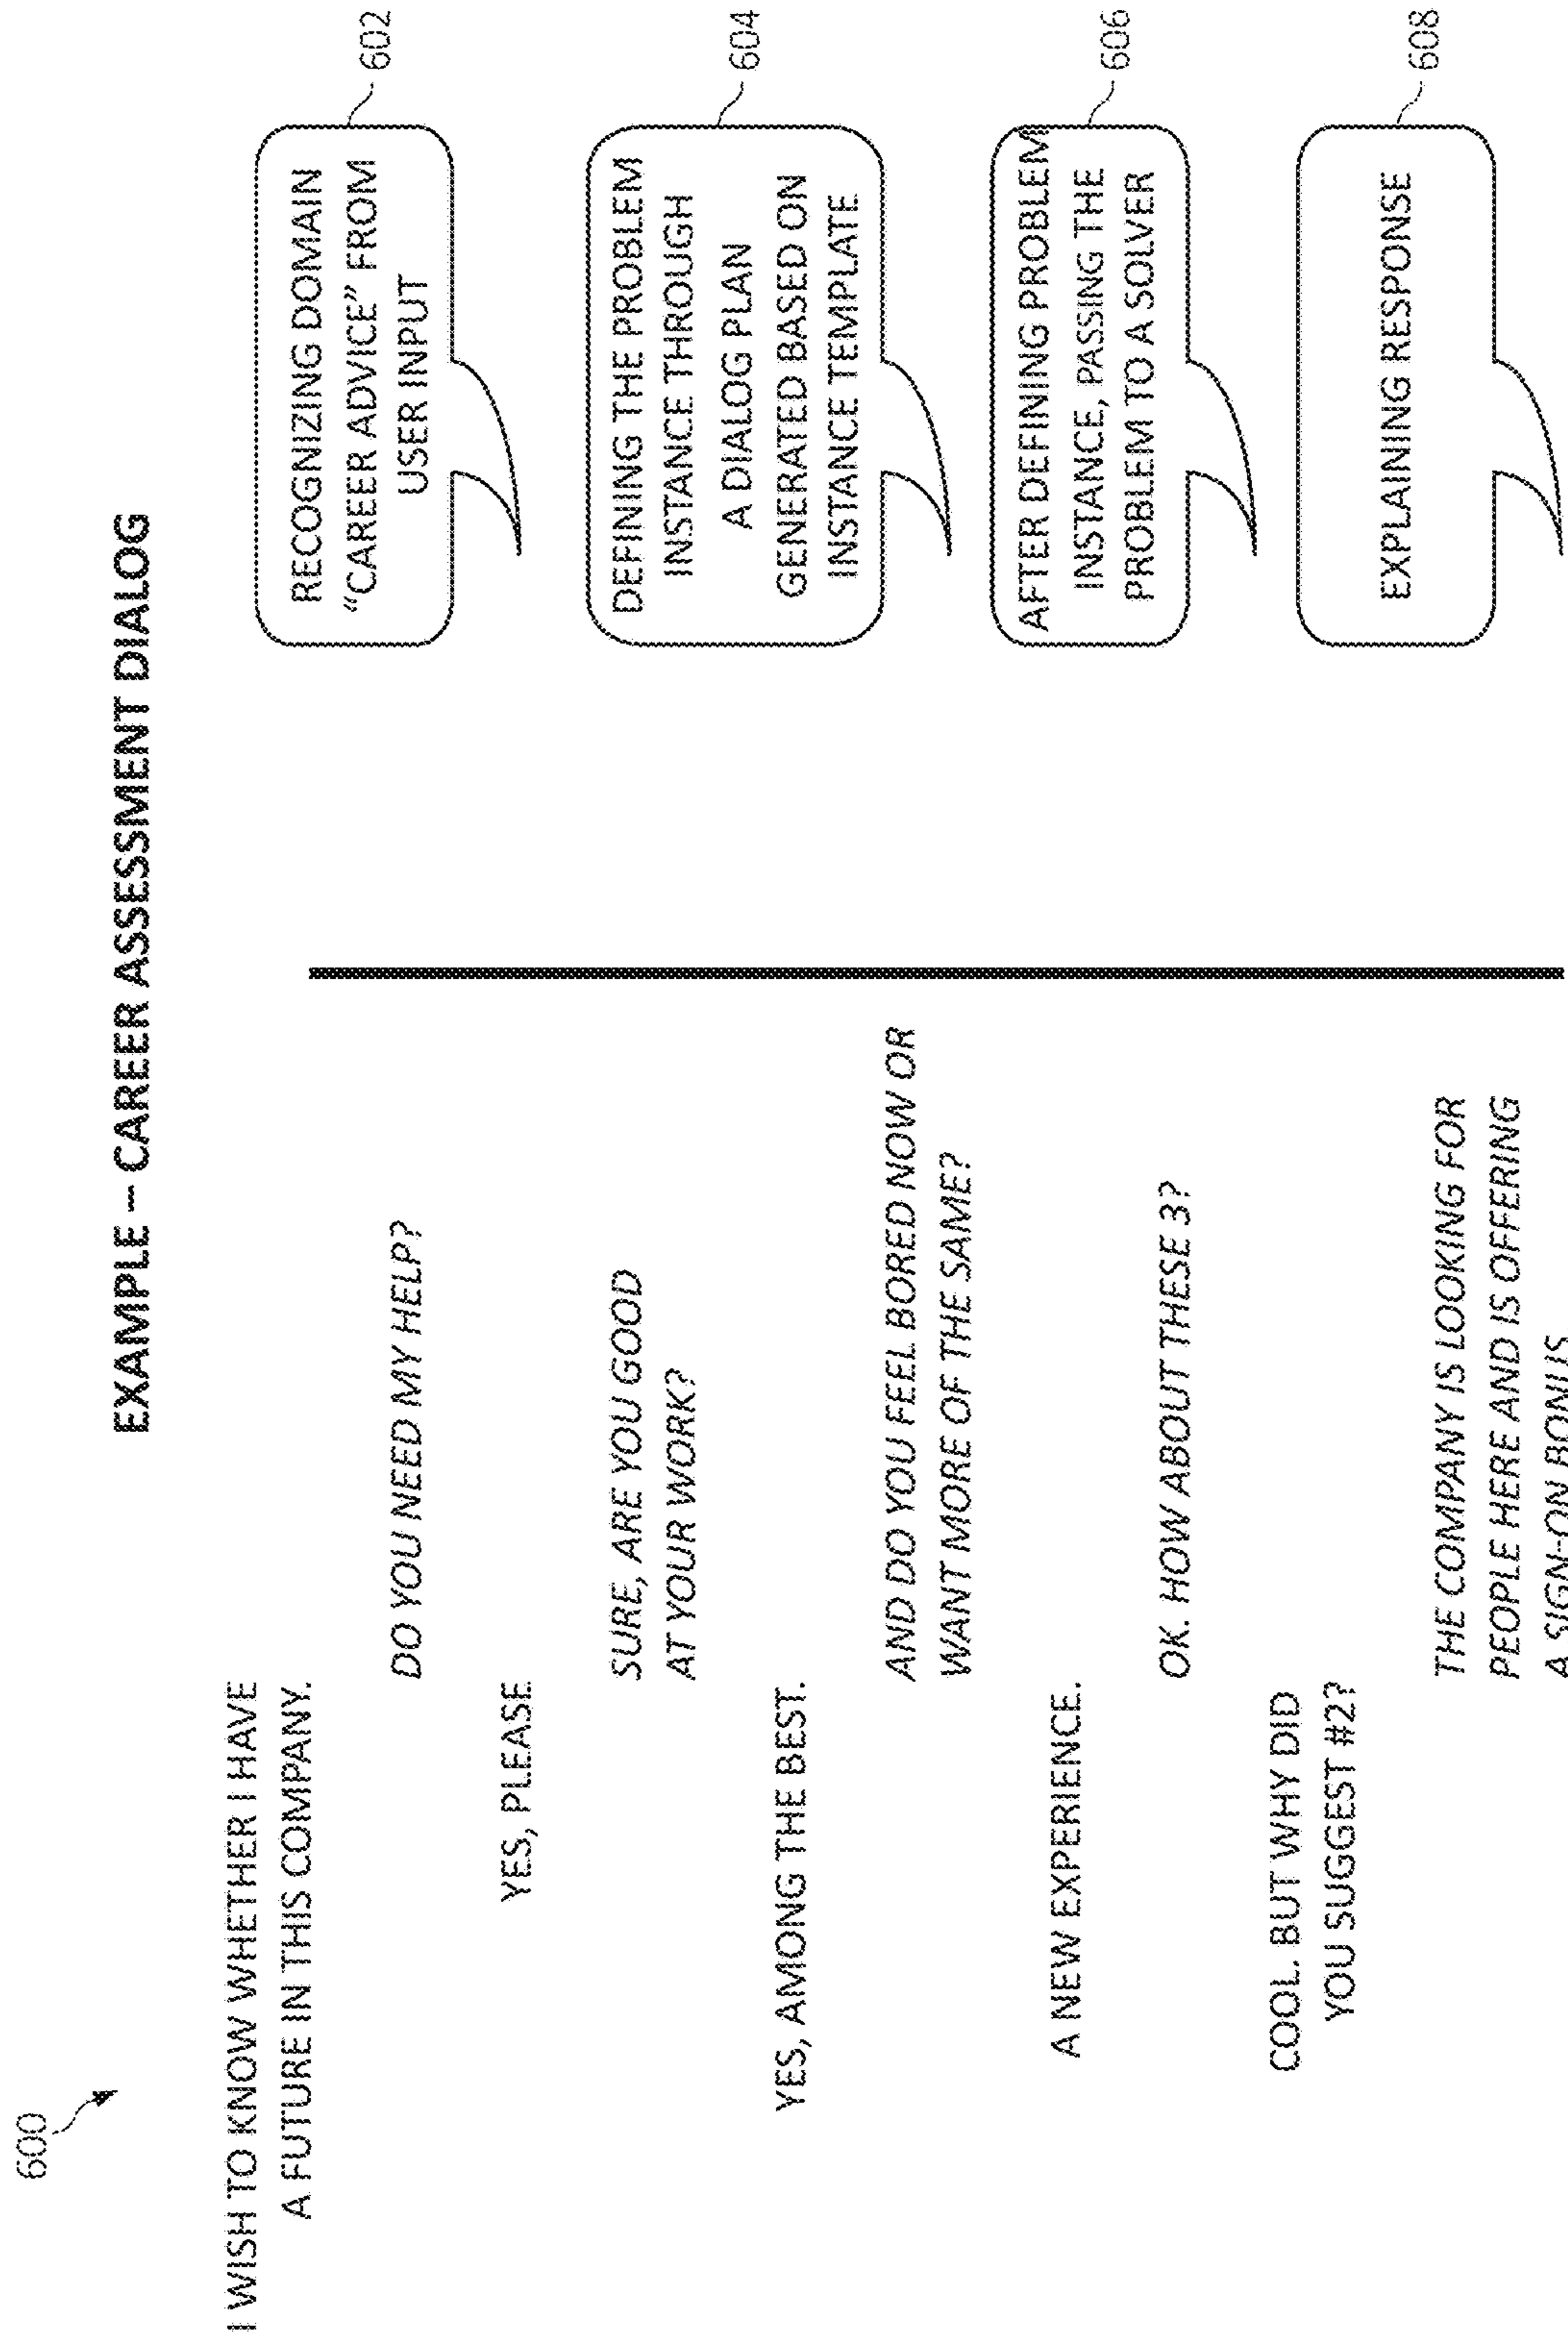 600
EXAMPLE – CAREER ASSESSMENT DIALOG
I WISH TO KNOW WHETHER I HAVE
A FUTURE IN THIS COMPANY.
DO YOU NEED MY HELP?
YES, PLEASE
SURE, ARE YOU GOOD
AT YOUR WORK?
YES, AMONG THE BEST.
AND DO YOU FEEL BORED NOW OR
WANT MORE OF THE SAME?
A NEW EXPERIENCE.
OK. HOW ABOUT THESE 3?
COOL. BUT WHY DID
YOU SUGGEST #2?
THE COMPANY IS LOOKING FOR
PEOPLE HERE AND IS OFFERING
A SIGN-ON BONUS
RECOGNIZING DOMAIN
“CAREER ADVICE” FROM
USER INPUT
602
DEFINING THE PROBLEM
INSTANCE THROUGH
A DIALOG PLAN
GENERATED BASED ON
INSTANCE TEMPLATE
604
AFTER DEFINING PROBLEM
INSTANCE, PASSING THE
PROBLEM TO A SOLVER
606
EXPLAINING RESPONSE
608